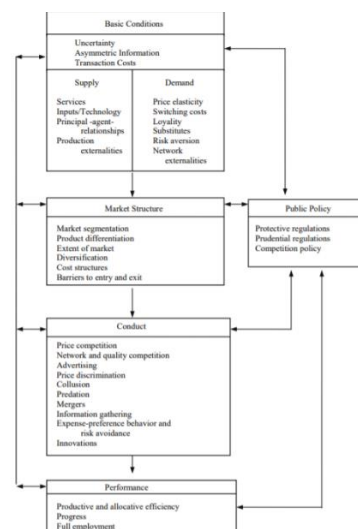 Basic Conditions
Uncertainty
Asymmetric Information
Transaction Costs
Supply
Services
Inputs/Technology
Principal -agent-
relationships
Production
externalities
Demand
Price elasticity
Switching costs
Loyality
Substitutes
Risk aversion
Network
externalities
Market Structure
Market segmentation
Product differentiation
Extent of market
Diversification
Cost structures
Barriers to entry and exit
Public Policy
Protective regulations
Prudential regulations
Competition policy
Conduct
Price competition
Network and quality competition
Advertising
Price discrimination
Collusion
Predation
Mergers
Information gathering
Expense-preference behavior and
risk avoidance
Innovations
Performance
Productive and allocative efficiency
Progress
Full employment